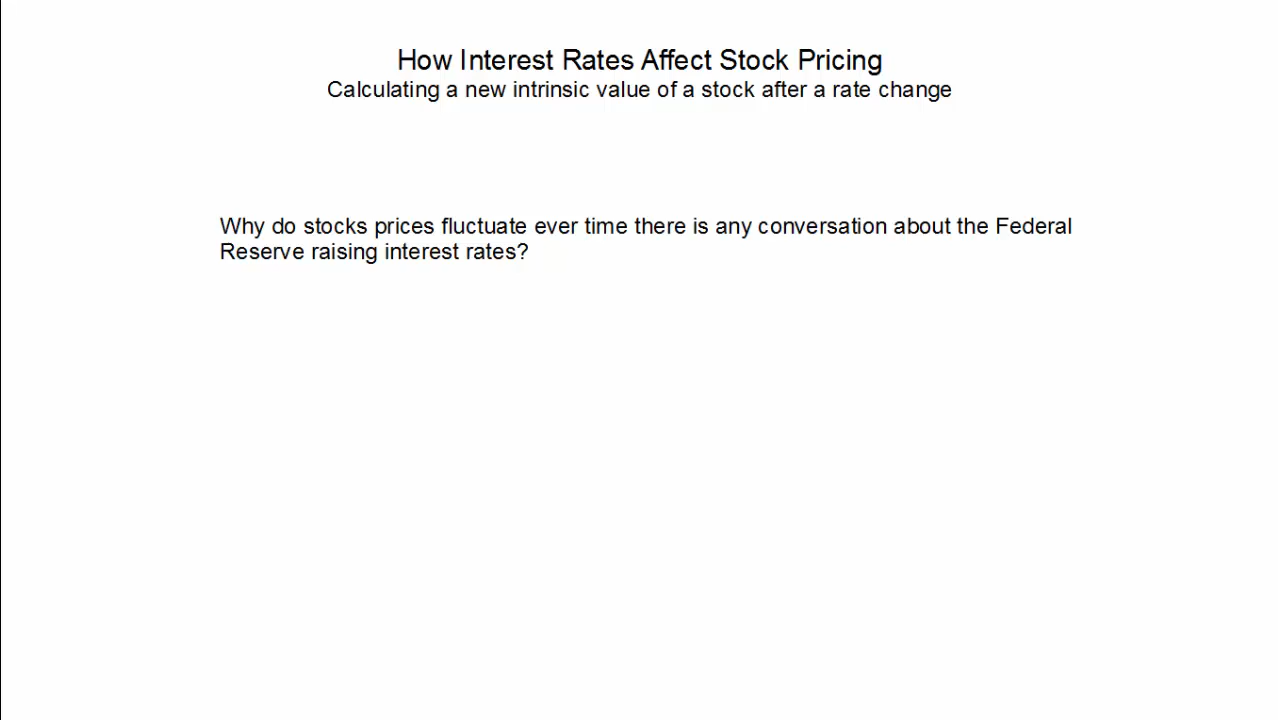 How Interest Rates Affect Stock Pricing
Calculating a new intrinsic value of a stock after a rate change
Why do stocks prices fluctuate ever time there is any conversation about the Federal
Reserve raising interest rates?